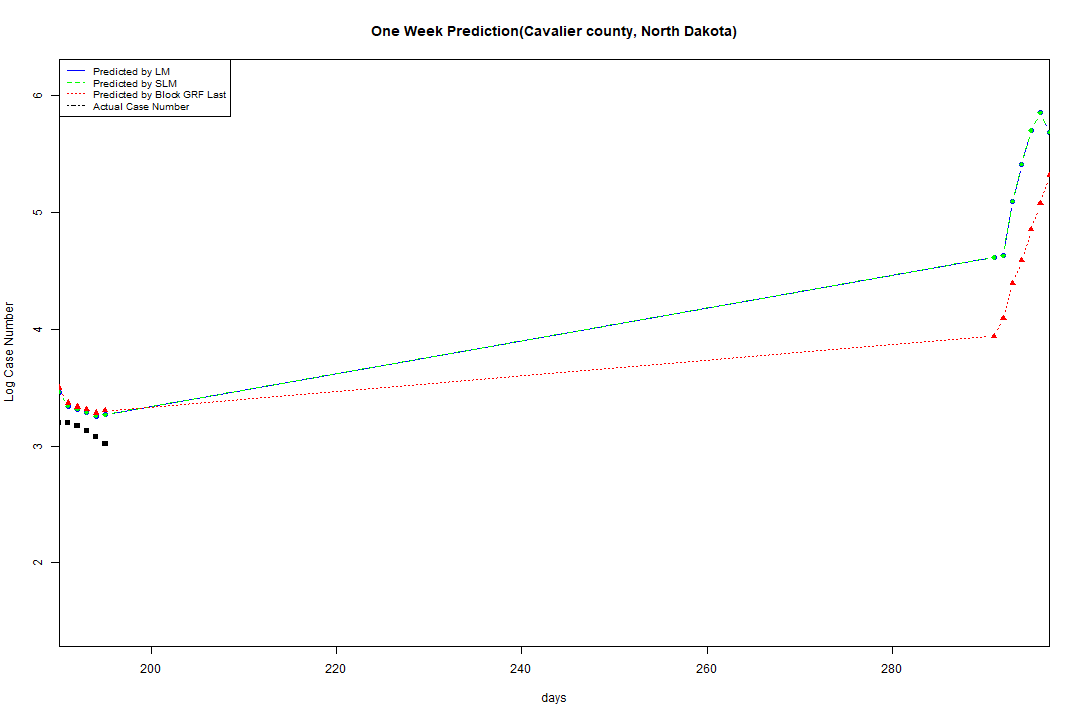 One Week Prediction(Cavalier county, North Dakota)
Predicted by LM
Predicted by SLM
Predicted by Block GRF Last
Actual Case Number
6
5
4
3
2
Log Case Number
200 220 240 260 280
days